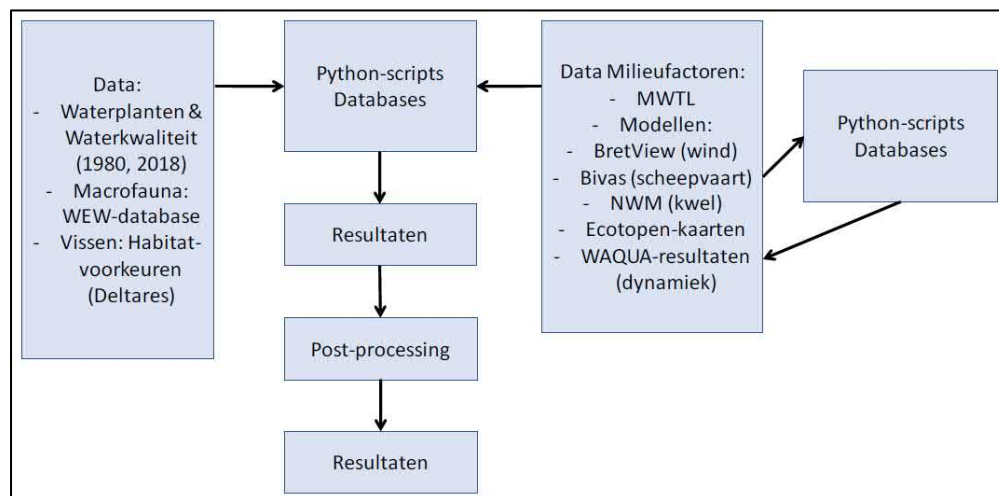 Data:
- Waterplanten &
Waterkwaliteit
(1980, 2018)
- Macrofauna:
WEW-database
- Vissen: Habitat-
voorkeuren
(Deltares)
Python-scripts
Databases
Resultaten
Post-processing
Resultaten
Data Milieufactoren:
- MWTL
- Modellen:
- BretView (wind)
- Bivas (scheepvaart)
- NWM (kwel)
- Ecotopen-kaarten
- WAQUA-resultaten
(dynamiek)
Python-scripts
Databases